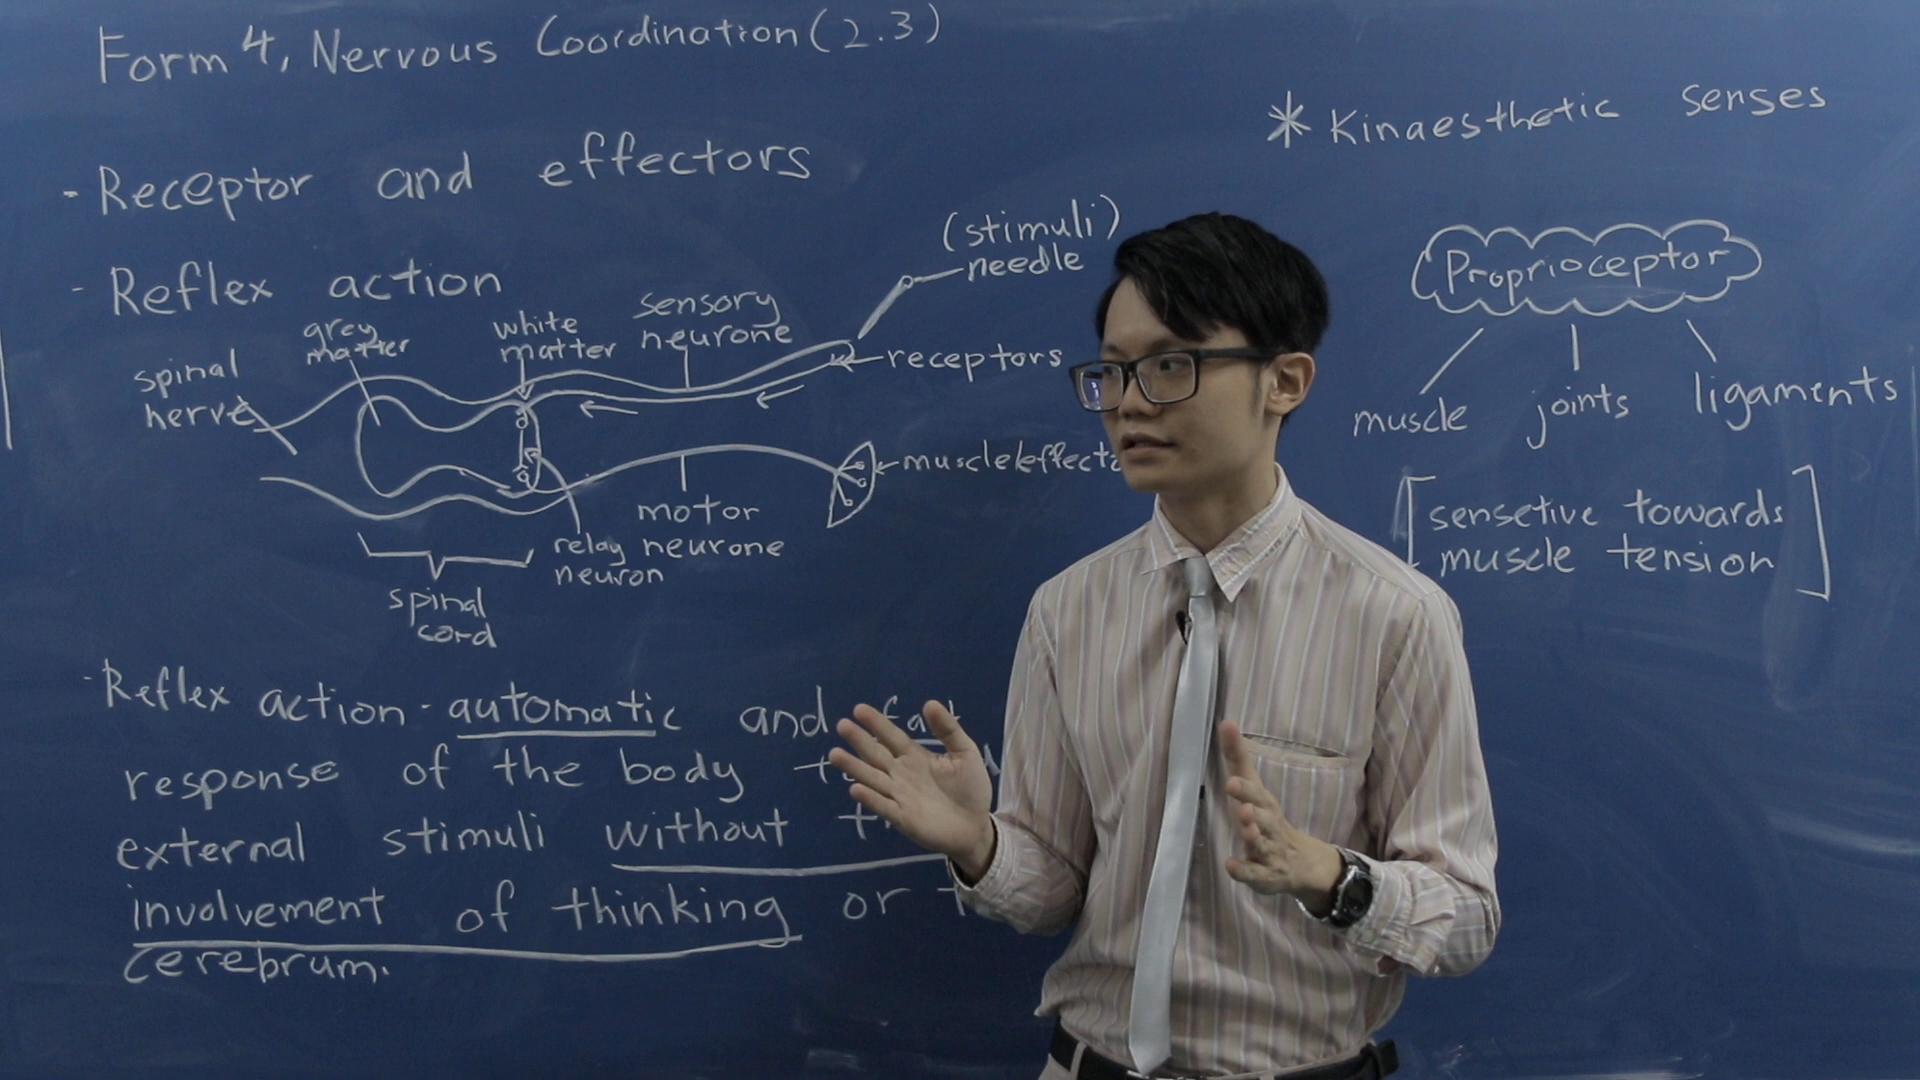 Form 4, Nervous Coordination (2.3)
- Receptor and effectors
- Reflex action
grey
matter
white
matter
sensory
neurone
(stimuli)
needle
spinal
nerve
receptors
muscle/effect
motor
neurone
relay
neuron
spinal
cord
- Reflex action - automatic and
response of the body
external stimuli without
involvement of thinking or
cerebrum.
* Kinaesthetic senses
Proprioceptor
muscle joints ligaments
[sensetive towards
muscle tension]